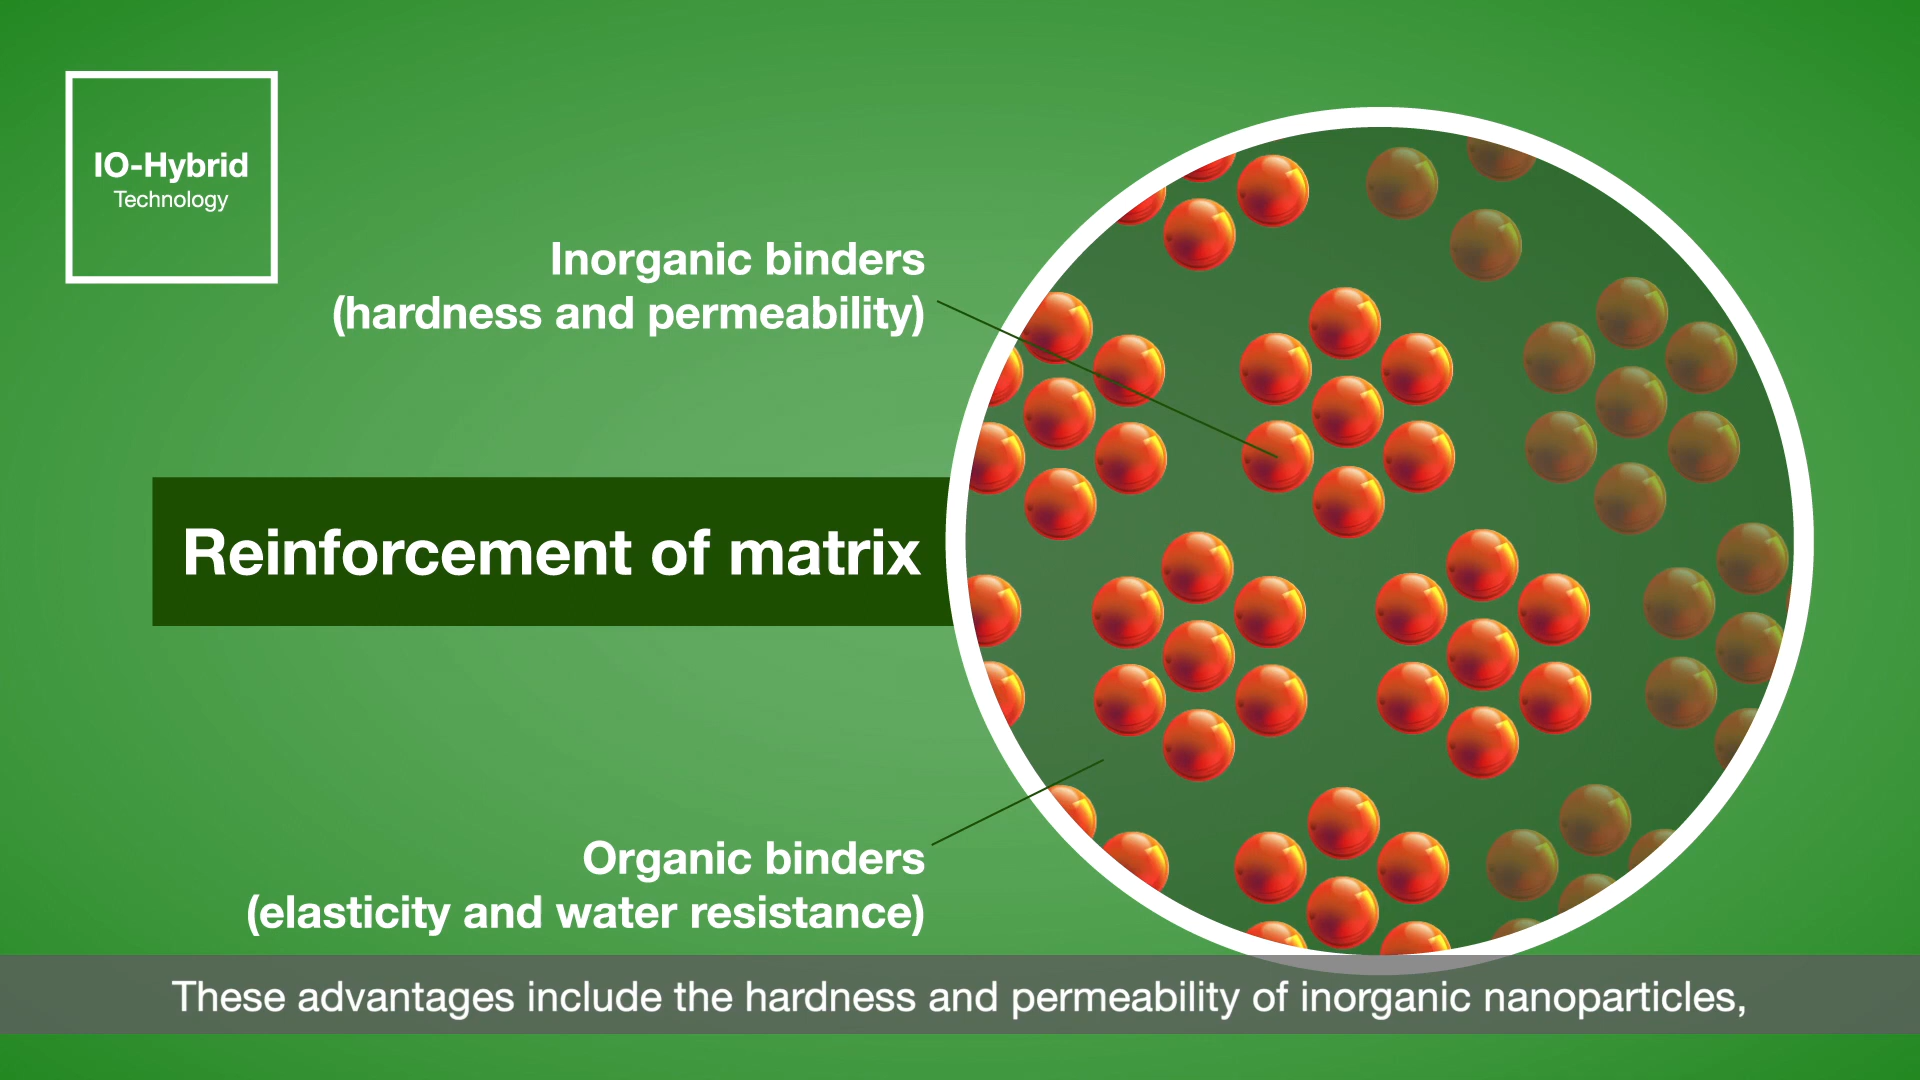 IO-Hybrid
Technology
Inorganic binders
(hardness and permeability)
Reinforcement of matrix
Organic binders
(elasticity and water resistance)
These advantages include the hardness and permeability of inorganic nanoparticles,